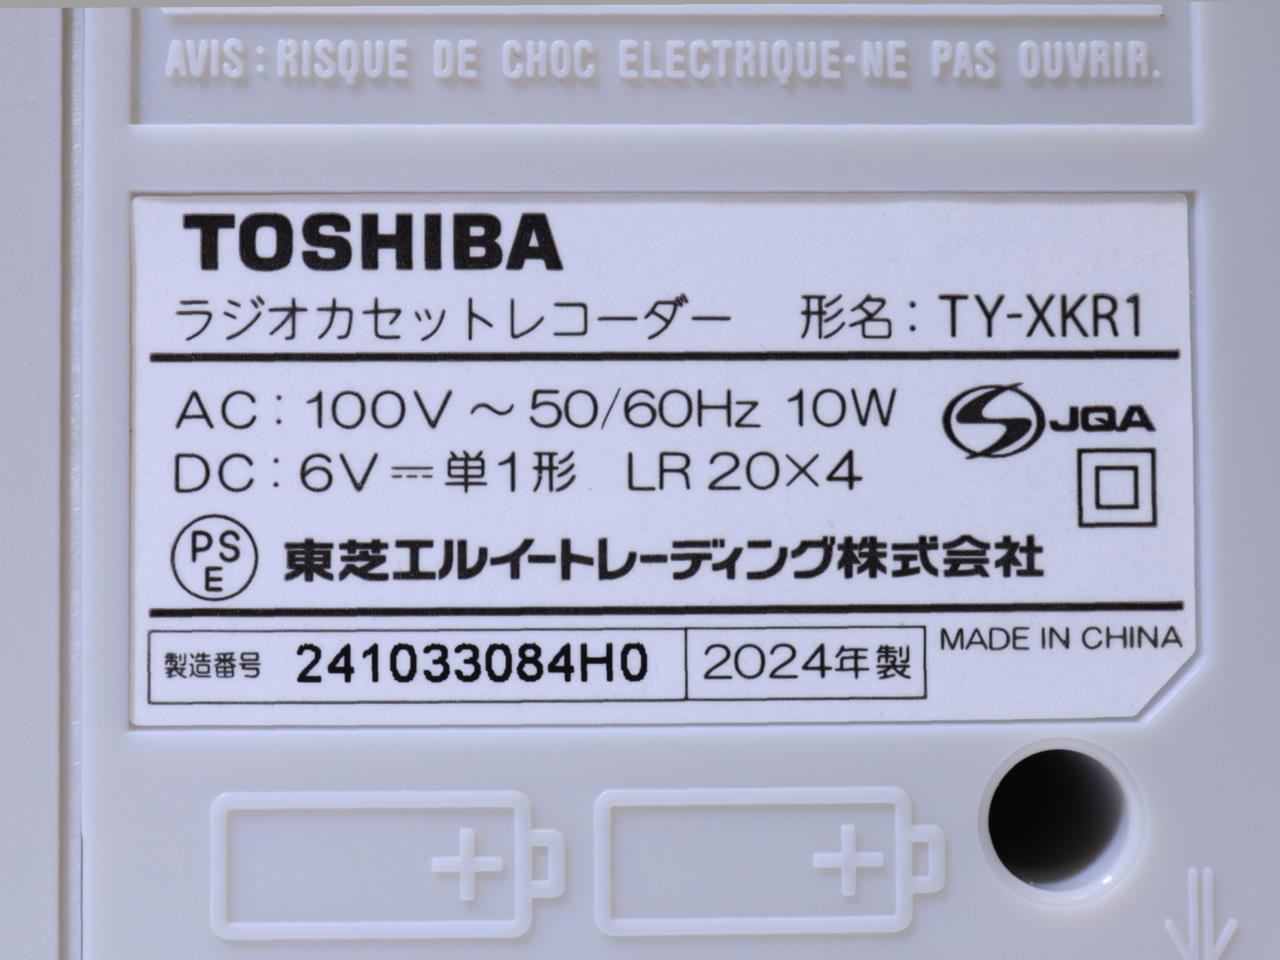 AVIS : RISQUE DE CHOC ELECTRIQUE·NE PAS OUVRIR.
TOSHIBA
ラジオカセットレコーダー 形名：TY-XKR1
AC：100V～50/60Hz 10W
JQA
DC：6V⎓単1形 LR20×4
PS
E
東芝エルイートレーディング株式会社
製造番号 241033084H0 2024年製
MADE IN CHINA